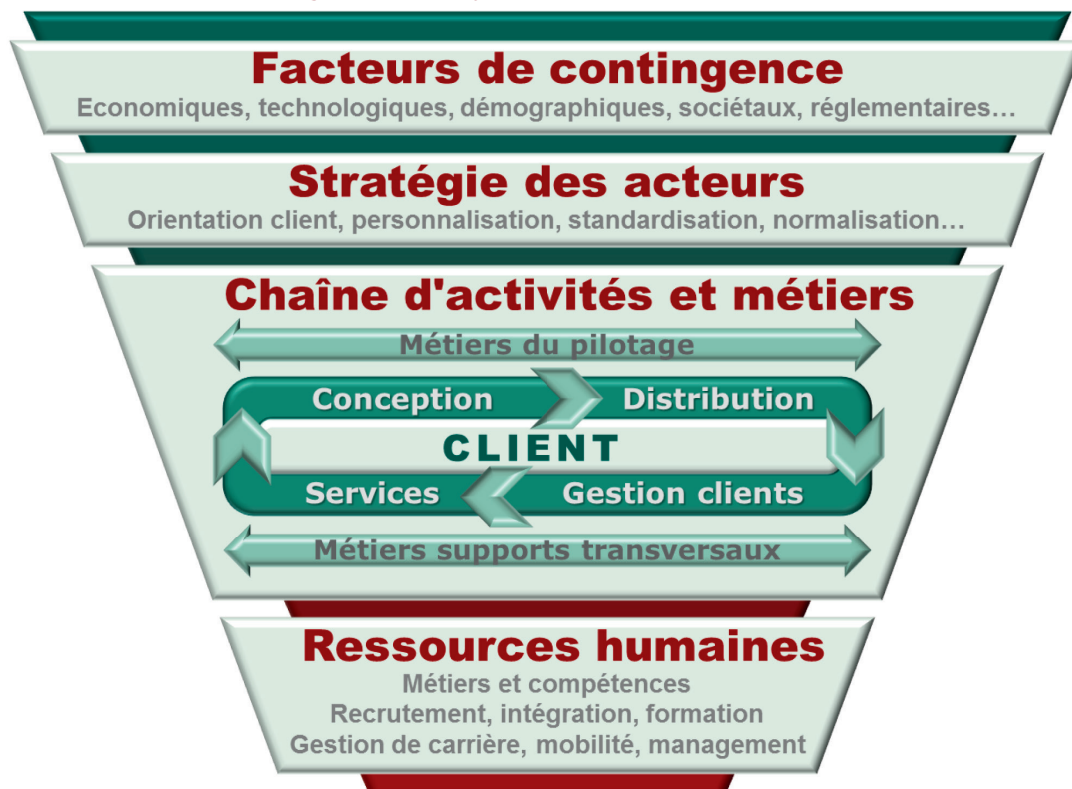 Facteurs de contingence
Economiques, technologiques, démographiques, sociétaux, réglementaires…
Stratégie des acteurs
Orientation client, personnalisation, standardisation, normalisation…
Chaîne d'activités et métiers
Métiers du pilotage
Conception
Distribution
CLIENT
Services
Gestion clients
Métiers supports transversaux
Ressources humaines
Métiers et compétences
Recrutement, intégration, formation
Gestion de carrière, mobilité, management